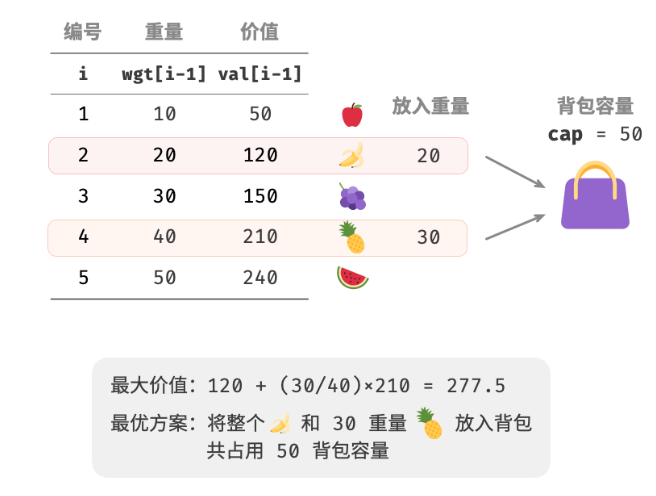 编号 重量 价值
i wgt[i-1] val[i-1]
放入重量 背包容量
cap = 50
1 10 50
2 20 120 20
3 30 150
4 40 210 30
5 50 240
最大价值：120 + (30/40)×210 = 277.5
最优方案：将整个 和 30 重量 放入背包
共占用 50 背包容量